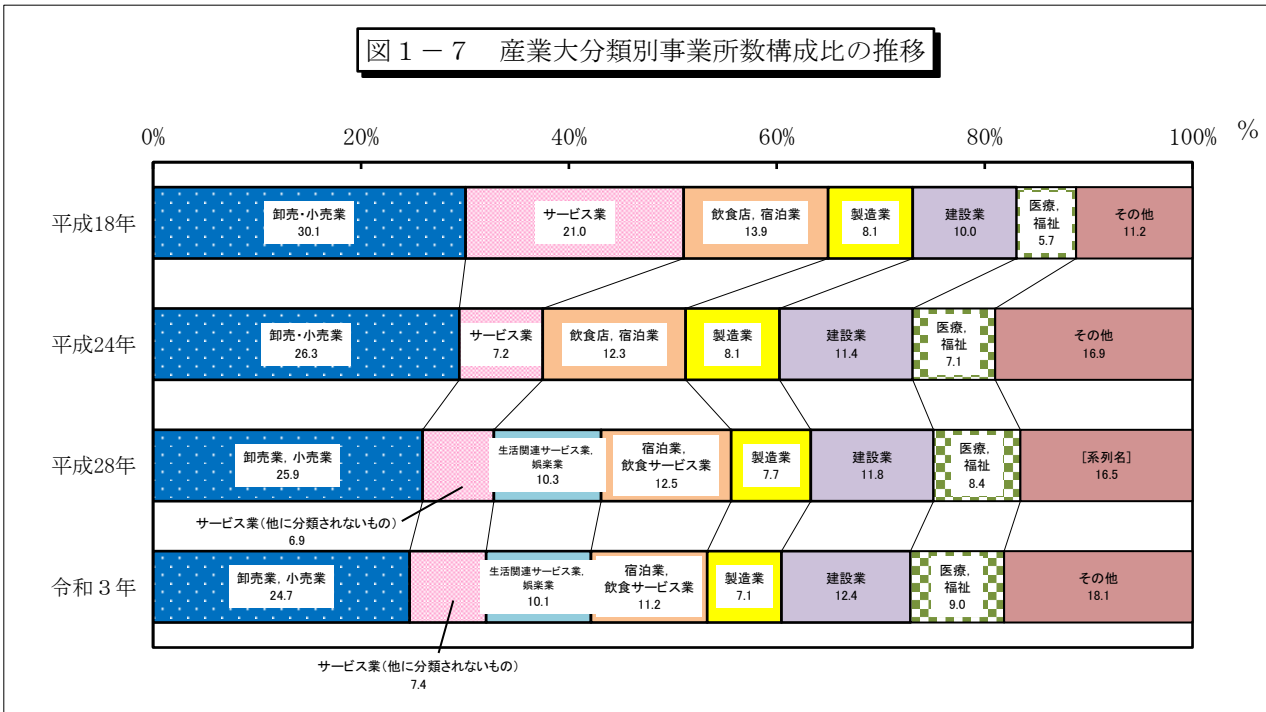 図１－７　産業大分類別事業所数構成比の推移
0%
20%
40%
60%
80%
100%
%
平成18年
卸売・小売業
30.1
サービス業
21.0
飲食店，宿泊業
13.9
製造業
8.1
建設業
10.0
医療，
福祉
5.7
その他
11.2
平成24年
卸売・小売業
26.3
サービス業
7.2
飲食店，宿泊業
12.3
製造業
8.1
建設業
11.4
医療，
福祉
7.1
その他
16.9
平成28年
卸売業，小売業
25.9
サービス業（他に分類されないもの）
6.9
生活関連サービス業，
娯楽業
10.3
宿泊業，
飲食サービス業
12.5
製造業
7.7
建設業
11.8
医療，
福祉
8.4
［系列名］
16.5
令和３年
卸売業，小売業
24.7
サービス業（他に分類されないもの）
7.4
生活関連サービス業，
娯楽業
10.1
宿泊業，
飲食サービス業
11.2
製造業
7.1
建設業
12.4
医療，
福祉
9.0
その他
18.1